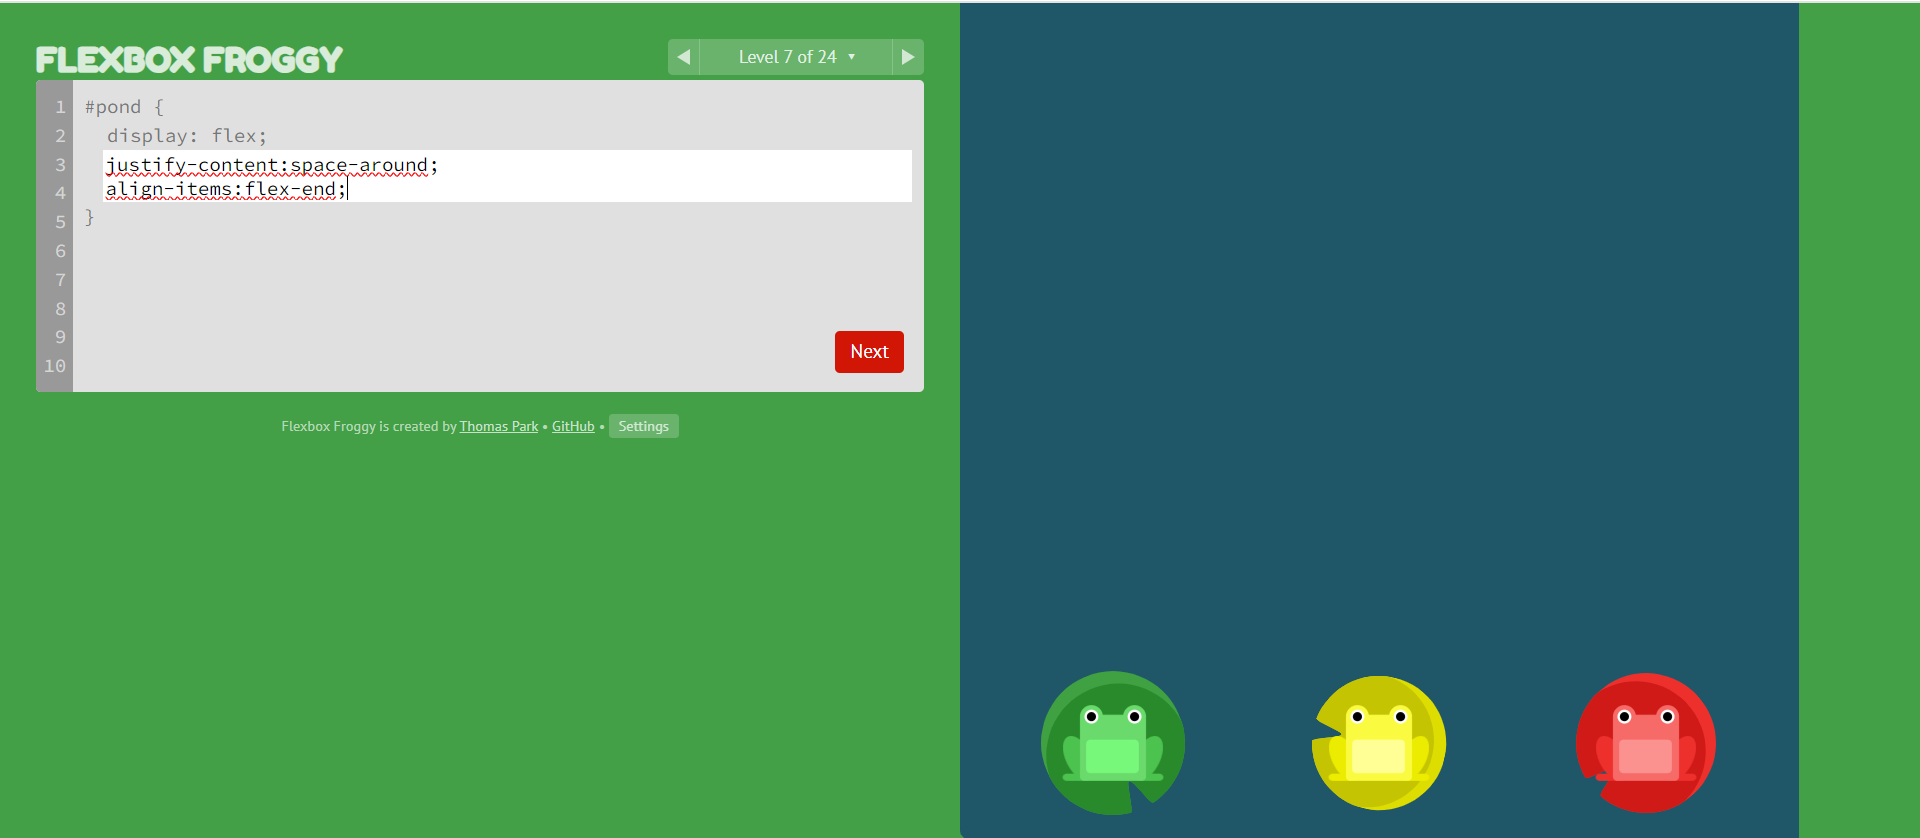 FLEXBOX FROGGY
Level 7 of 24
1 #pond {
2 display: flex;
3 justify-content:space-around;
4 align-items:flex-end;
5 }
6
7
8
9
10
Next
Flexbox Froggy is created by Thomas Park • GitHub • Settings